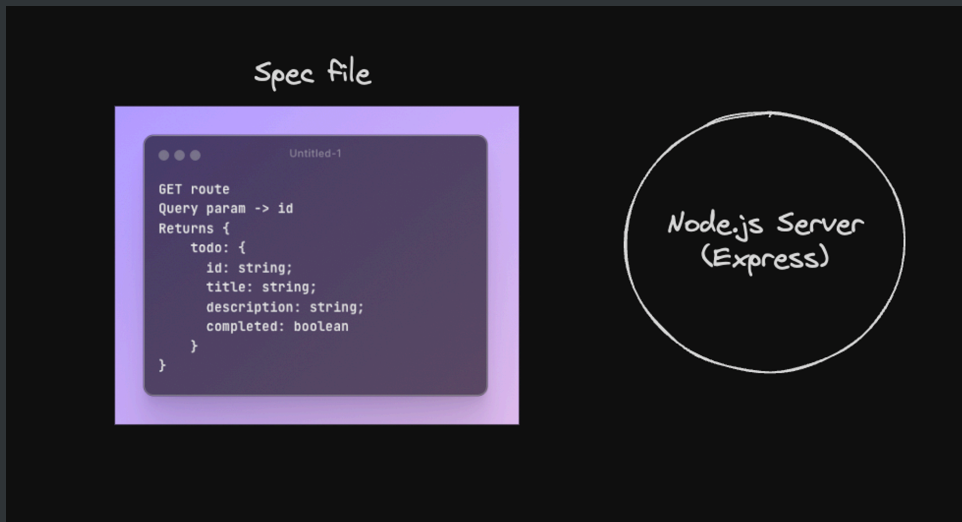 Spec file
Untitled-1
GET route
Query param -> id
Returns {
    todo: {
      id: string;
      title: string;
      description: string;
      completed: boolean
    }
}
Node.js Server
(Express)